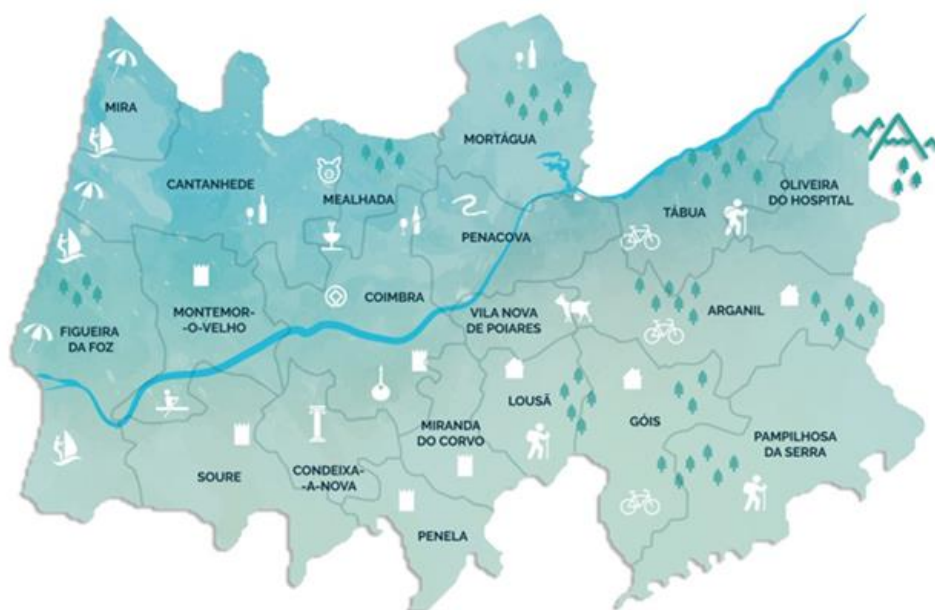 MIRA
MORTÁGUA
CANTANHEDE
MEALHADA
TÁBUA
OLIVEIRA
DO HOSPITAL
PENACOVA
COIMBRA
MONTEMOR-
-O-VELHO
VILA NOVA
DE POIARES
ARGANIL
FIGUEIRA
DA FOZ
LOUSÃ
GÓIS
MIRANDA
DO CORVO
PAMPILHOSA
DA SERRA
SOURE
CONDEIXA-
-A-NOVA
PENELA